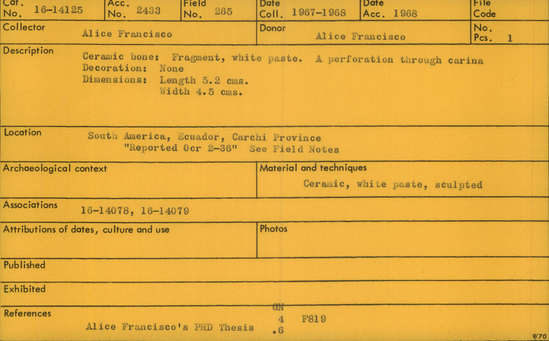 Cat. No. 16-14125 Acc. No. 2433 Field No. 265 Date Coll. 1967-1968 Date Acc. 1968 File Code
Collector Alice Francisco Donor Alice Francisco No. Pcs. 1
Description Ceramic bone: Fragment, white paste. A perforation through carina
Decoration: None
Dimensions: Length 5.2 cms.
Width 4.5 cms.
Location South America, Ecuador, Carchi Province
"Reported Ocr 2-36" See Field Notes
Archaeological context Material and techniques
Ceramic, white paste, sculpted
Associations 16-14078, 16-14079
Attributions of dates, culture and use Photos
Published
Exhibited
References GN
4 F819
Alice Francisco's PHD Thesis .6
9/70